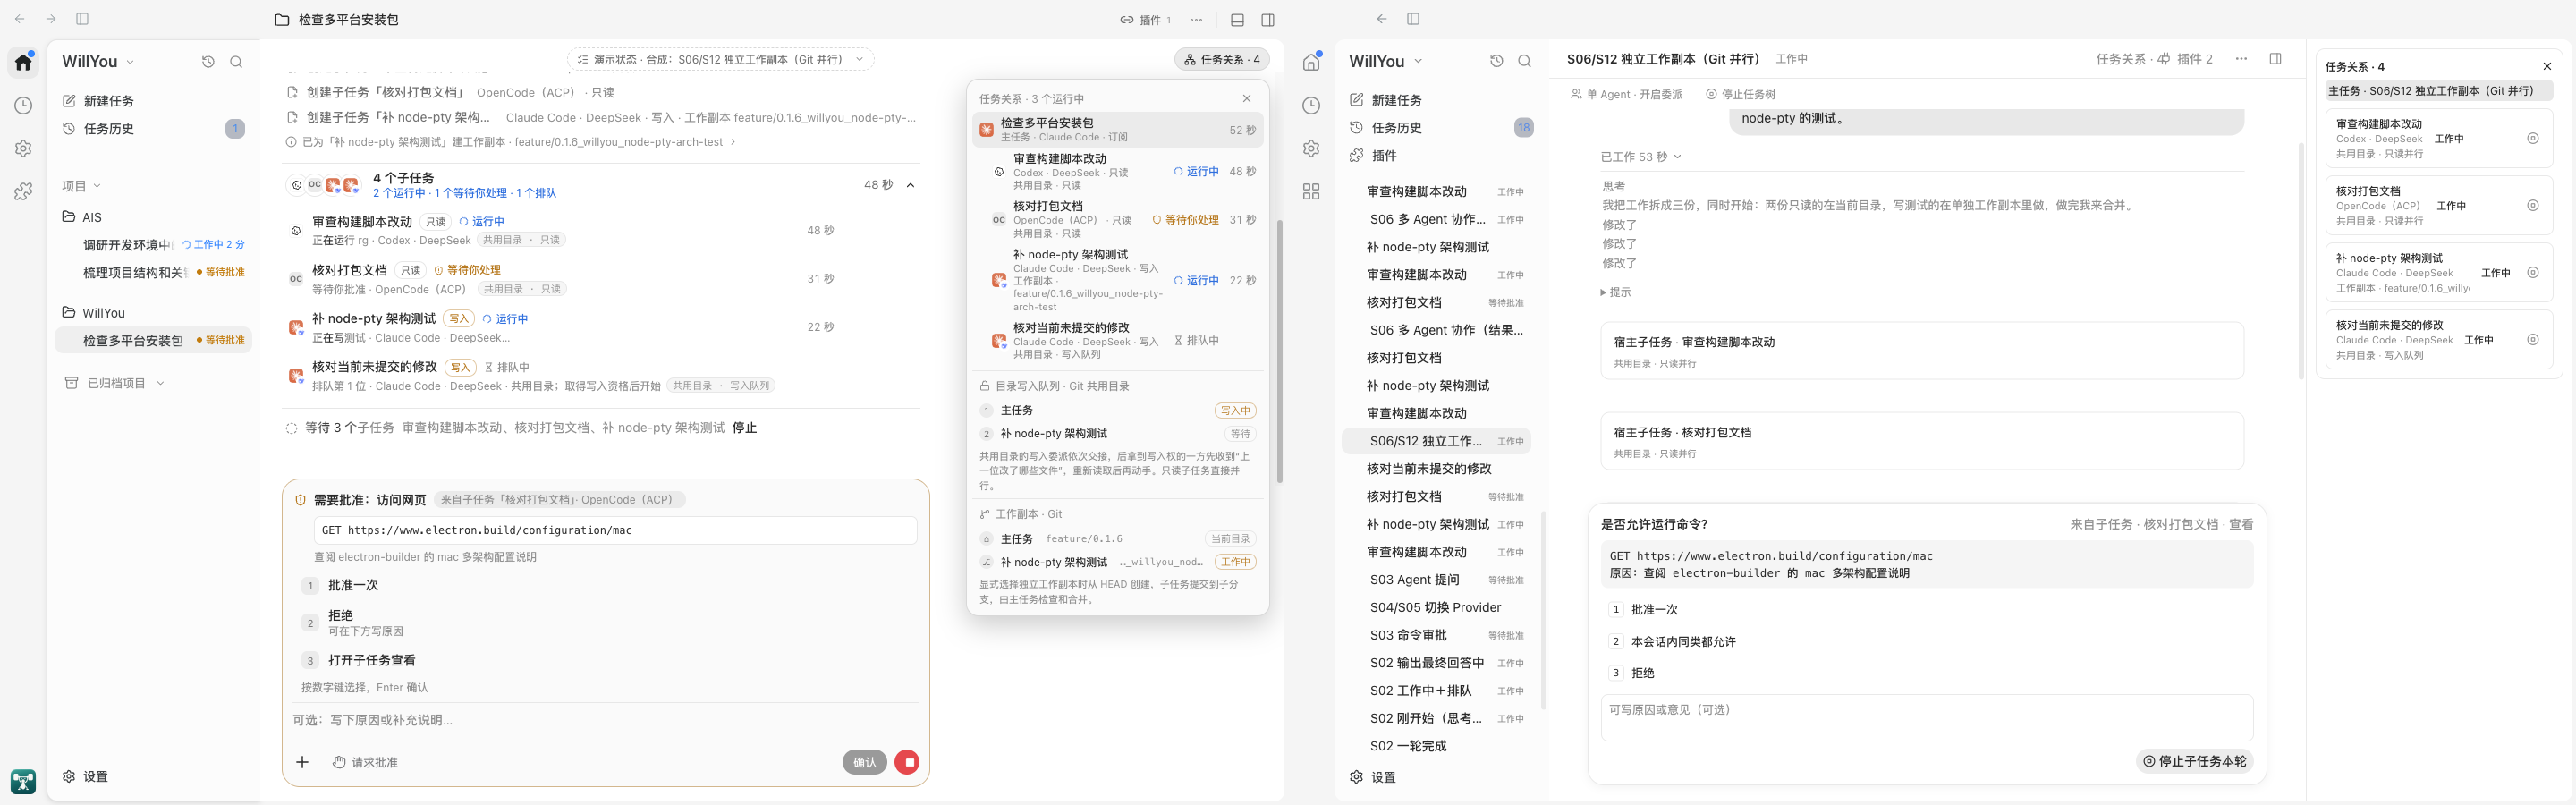 检查多平台安装包
插件 1
WillYou
新建任务
任务历史 1
项目
AIS
调研开发环境中 工作中 2 分
梳理项目结构和关 等待批准
WillYou
检查多平台安装包 等待批准
已归档项目
设置
演示状态 · 合成：S06/S12 独立工作副本（Git 并行）
任务关系 · 4
创建子任务「核对打包文档」 OpenCode（ACP） · 只读
创建子任务「补 node-pty 架构... Claude Code · DeepSeek · 写入 · 工作副本 feature/0.1.6_willyou_node-pty-...
已为「补 node-pty 架构测试」建工作副本 · feature/0.1.6_willyou_node-pty-arch-test
OC 4 个子任务 48 秒
2 个运行中 · 1 个等待你处理 · 1 个排队
审查构建脚本改动 只读 运行中
正在运行 rg · Codex · DeepSeek 共用目录 · 只读 48 秒
OC 核对打包文档 只读 等待你处理
等待你批准 · OpenCode（ACP） 共用目录 · 只读 31 秒
补 node-pty 架构测试 写入 运行中
正在写测试 · Claude Code · DeepSeek... 22 秒
核对当前未提交的修改 写入 排队中
排队第 1 位 · Claude Code · DeepSeek · 共用目录；取得写入资格后开始 共用目录 · 写入队列
等待 3 个子任务 审查构建脚本改动、核对打包文档、补 node-pty 架构测试 停止
需要批准：访问网页 来自子任务「核对打包文档」· OpenCode（ACP）
GET https://www.electron.build/configuration/mac
查阅 electron-builder 的 mac 多架构配置说明
1 批准一次
2 拒绝
可在下方写原因
3 打开子任务查看
按数字键选择，Enter 确认
可选：写下原因或补充说明...
请求批准 确认
任务关系 · 3 个运行中
检查多平台安装包
主任务 · Claude Code · 订阅 52 秒
审查构建脚本改动
Codex · DeepSeek · 只读 运行中 48 秒
共用目录 · 只读
核对打包文档
OC OpenCode（ACP） · 只读 等待你处理 31 秒
共用目录 · 只读
补 node-pty 架构测试
Claude Code · DeepSeek · 写入
工作副本 · 运行中 22 秒
feature/0.1.6_willyou_node-pty-
arch-test
核对当前未提交的修改
Claude Code · DeepSeek · 写入 排队中
共用目录 · 写入队列
目录写入队列 · Git 共用目录
1 主任务 写入中
2 补 node-pty 架构测试 等待
共用目录的写入委派依次交接，后拿到写入权的一方先收到“上
一位改了哪些文件”，重新读取后再动手。只读子任务直接并
行。
工作副本 · Git
主任务 feature/0.1.6 当前目录
补 node-pty 架构测试 …_willyou_nod… 工作中
显式选择独立工作副本时从 HEAD 创建，子任务提交到子分
支，由主任务检查和合并。
WillYou
新建任务
任务历史 18
插件
审查构建脚本改动 工作中
S06 多 Agent 协作... 工作中
补 node-pty 架构测试
审查构建脚本改动 工作中
核对打包文档 等待批准
S06 多 Agent 协作（结果...
核对打包文档
补 node-pty 架构测试
审查构建脚本改动
S06/S12 独立工作... 工作中
核对当前未提交的修改
核对打包文档 等待批准
补 node-pty 架构测试 工作中
审查构建脚本改动 工作中
S03 Agent 提问 等待批准
S04/S05 切换 Provider
S03 命令审批 等待批准
S02 输出最终回答中 工作中
S02 工作中＋排队 工作中
S02 刚开始（思考... 工作中
S02 一轮完成
设置
S06/S12 独立工作副本（Git 并行） 工作中
任务关系 · 4 插件 2
单 Agent · 开启委派 停止任务树
node-pty 的测试。
已工作 53 秒
思考
我把工作拆成三份，同时开始：两份只读的在当前目录，写测试的在单独工作副本里做，做完我来合并。
修改了
修改了
修改了
提示
宿主子任务 · 审查构建脚本改动
共用目录 · 只读并行
宿主子任务 · 核对打包文档
共用目录 · 只读并行
是否允许运行命令？ 来自子任务 · 核对打包文档 · 查看
GET https://www.electron.build/configuration/mac
原因：查阅 electron-builder 的 mac 多架构配置说明
1 批准一次
2 本会话内同类都允许
3 拒绝
可写原因或意见（可选）
停止子任务本轮
任务关系 · 4
主任务 · S06/S12 独立工作副本（Git 并行）
审查构建脚本改动
Codex · DeepSeek 工作中
共用目录 · 只读并行
核对打包文档
OpenCode（ACP） 工作中
共用目录 · 只读并行
补 node-pty 架构测试
Claude Code · DeepSeek 工作中
工作副本 · feature/0.1.6_willy
核对当前未提交的修改
Claude Code · DeepSeek 工作中
共用目录 · 写入队列